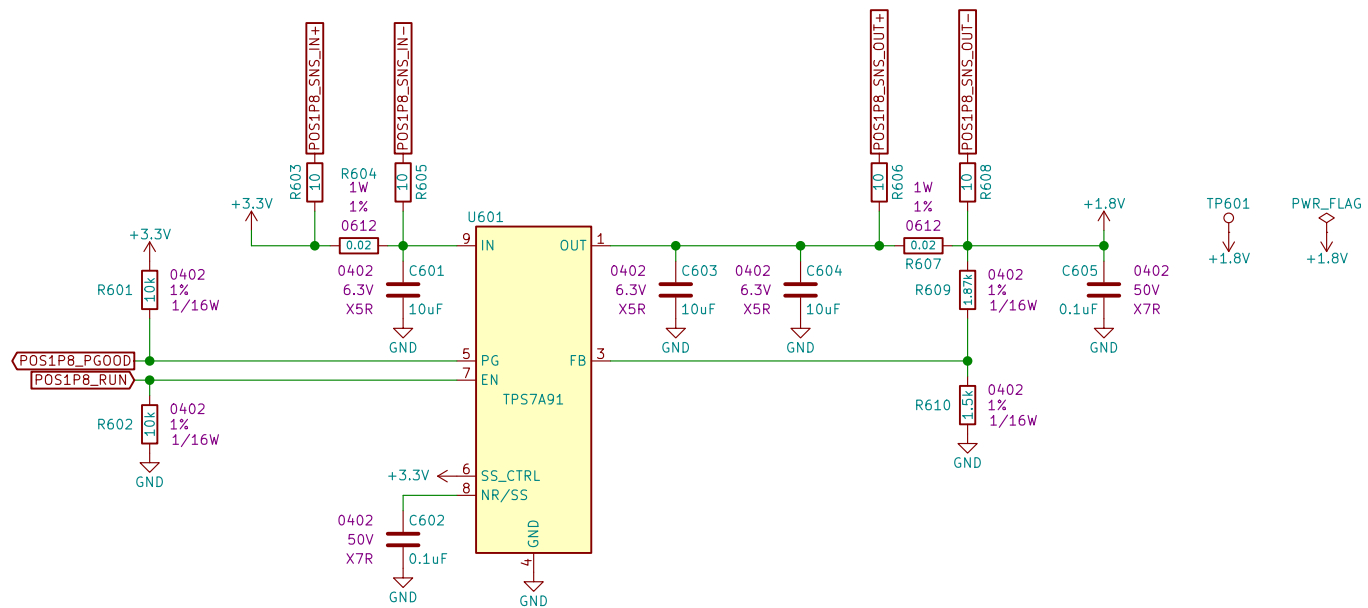 POS1P8_SNS_IN+
POS1P8_SNS_IN-
POS1P8_SNS_OUT+
POS1P8_SNS_OUT-
R603
10
R604
1W
1%
0612
0.02
10
R605
10
R606
1W
1%
0612
0.02
R607
10
R608
+3.3V
+3.3V
U601
+1.8V
TP601
+1.8V
PWR_FLAG
+1.8V
9
IN
OUT
1
R601
10k
0402
1%
1/16W
0402
6.3V
X5R
C601
10uF
GND
0402
6.3V
X5R
C603
10uF
GND
0402
6.3V
X5R
C604
10uF
GND
R609
1.87k
0402
1%
1/16W
C605
0.1uF
0402
50V
X7R
GND
POS1P8_PGOOD
POS1P8_RUN
5
PG
7
EN
FB
3
TPS7A91
R602
10k
0402
1%
1/16W
GND
R610
1.5k
0402
1%
1/16W
GND
+3.3V
6
SS_CTRL
8
NR/SS
0402
50V
X7R
C602
0.1uF
GND
GND
4
GND